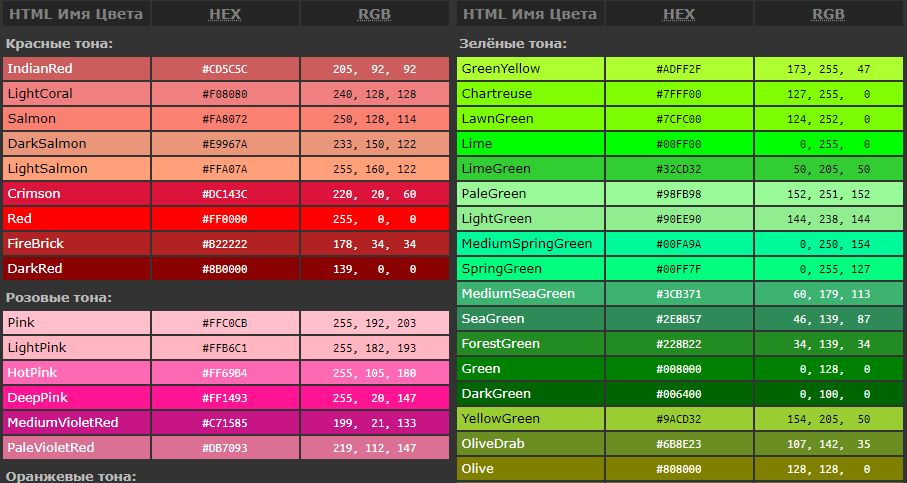 HTML Имя Цвета HEX RGB
Красные тона:
IndianRed #CD5C5C 205, 92, 92
LightCoral #F08080 240, 128, 128
Salmon #FA8072 250, 128, 114
DarkSalmon #E9967A 233, 150, 122
LightSalmon #FFA07A 255, 160, 122
Crimson #DC143C 220, 20, 60
Red #FF0000 255, 0, 0
FireBrick #B22222 178, 34, 34
DarkRed #8B0000 139, 0, 0
Розовые тона:
Pink #FFC0CB 255, 192, 203
LightPink #FFB6C1 255, 182, 193
HotPink #FF69B4 255, 105, 180
DeepPink #FF1493 255, 20, 147
MediumVioletRed #C71585 199, 21, 133
PaleVioletRed #DB7093 219, 112, 147
Оранжевые тона:
HTML Имя Цвета HEX RGB
Зелёные тона:
GreenYellow #ADFF2F 173, 255, 47
Chartreuse #7FFF00 127, 255, 0
LawnGreen #7CFC00 124, 252, 0
Lime #00FF00 0, 255, 0
LimeGreen #32CD32 50, 205, 50
PaleGreen #98FB98 152, 251, 152
LightGreen #90EE90 144, 238, 144
MediumSpringGreen #00FA9A 0, 250, 154
SpringGreen #00FF7F 0, 255, 127
MediumSeaGreen #3CB371 60, 179, 113
SeaGreen #2E8B57 46, 139, 87
ForestGreen #228B22 34, 139, 34
Green #008000 0, 128, 0
DarkGreen #006400 0, 100, 0
YellowGreen #9ACD32 154, 205, 50
OliveDrab #6B8E23 107, 142, 35
Olive #808000 128, 128, 0